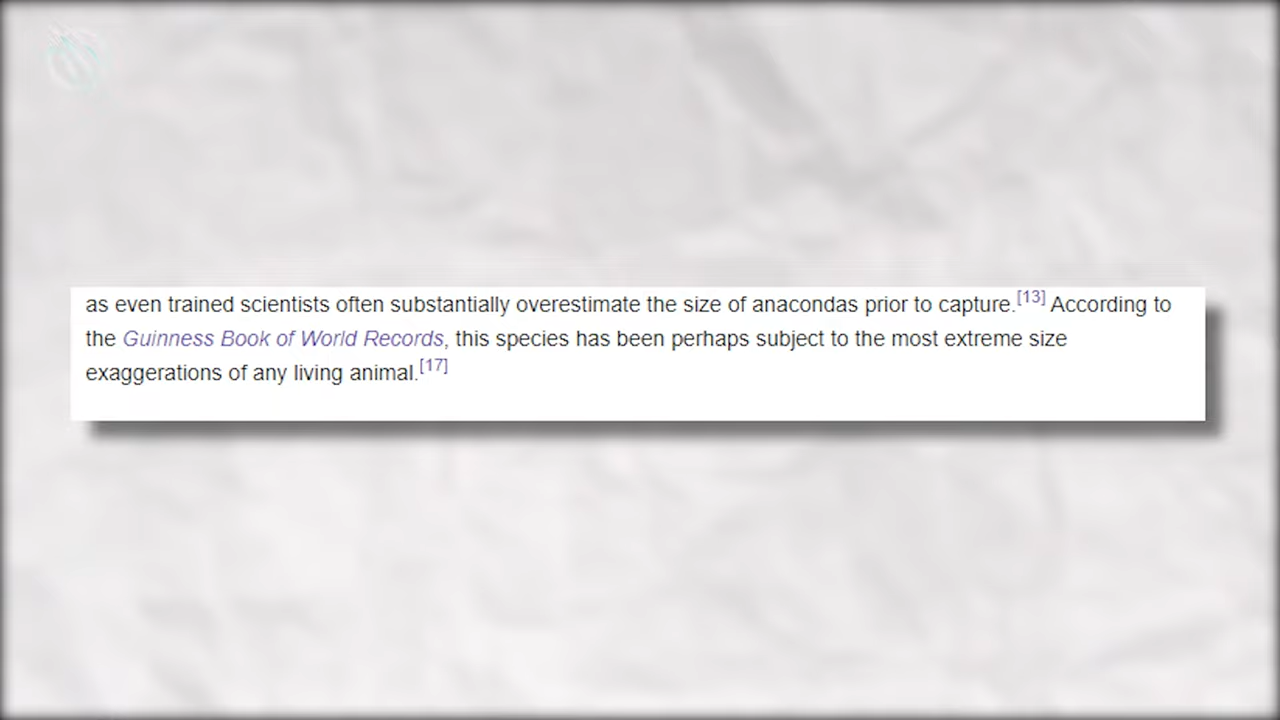 as even trained scientists often substantially overestimate the size of anacondas prior to capture.[13] According to
the Guinness Book of World Records, this species has been perhaps subject to the most extreme size
exaggerations of any living animal.[17]